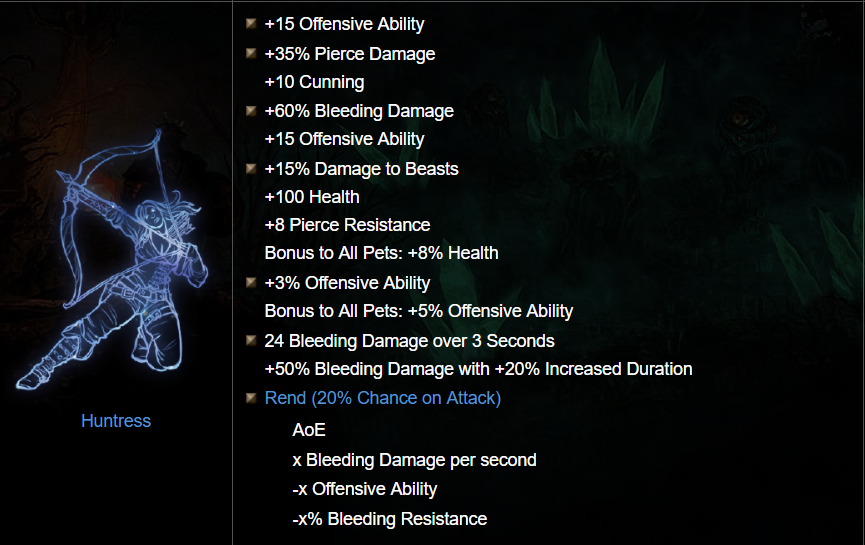 +15 Offensive Ability
+35% Pierce Damage
+10 Cunning
+60% Bleeding Damage
+15 Offensive Ability
+15% Damage to Beasts
+100 Health
+8 Pierce Resistance
Bonus to All Pets: +8% Health
+3% Offensive Ability
Bonus to All Pets: +5% Offensive Ability
24 Bleeding Damage over 3 Seconds
+50% Bleeding Damage with +20% Increased Duration
Rend (20% Chance on Attack)
AoE
x Bleeding Damage per second
-x Offensive Ability
-x% Bleeding Resistance
Huntress